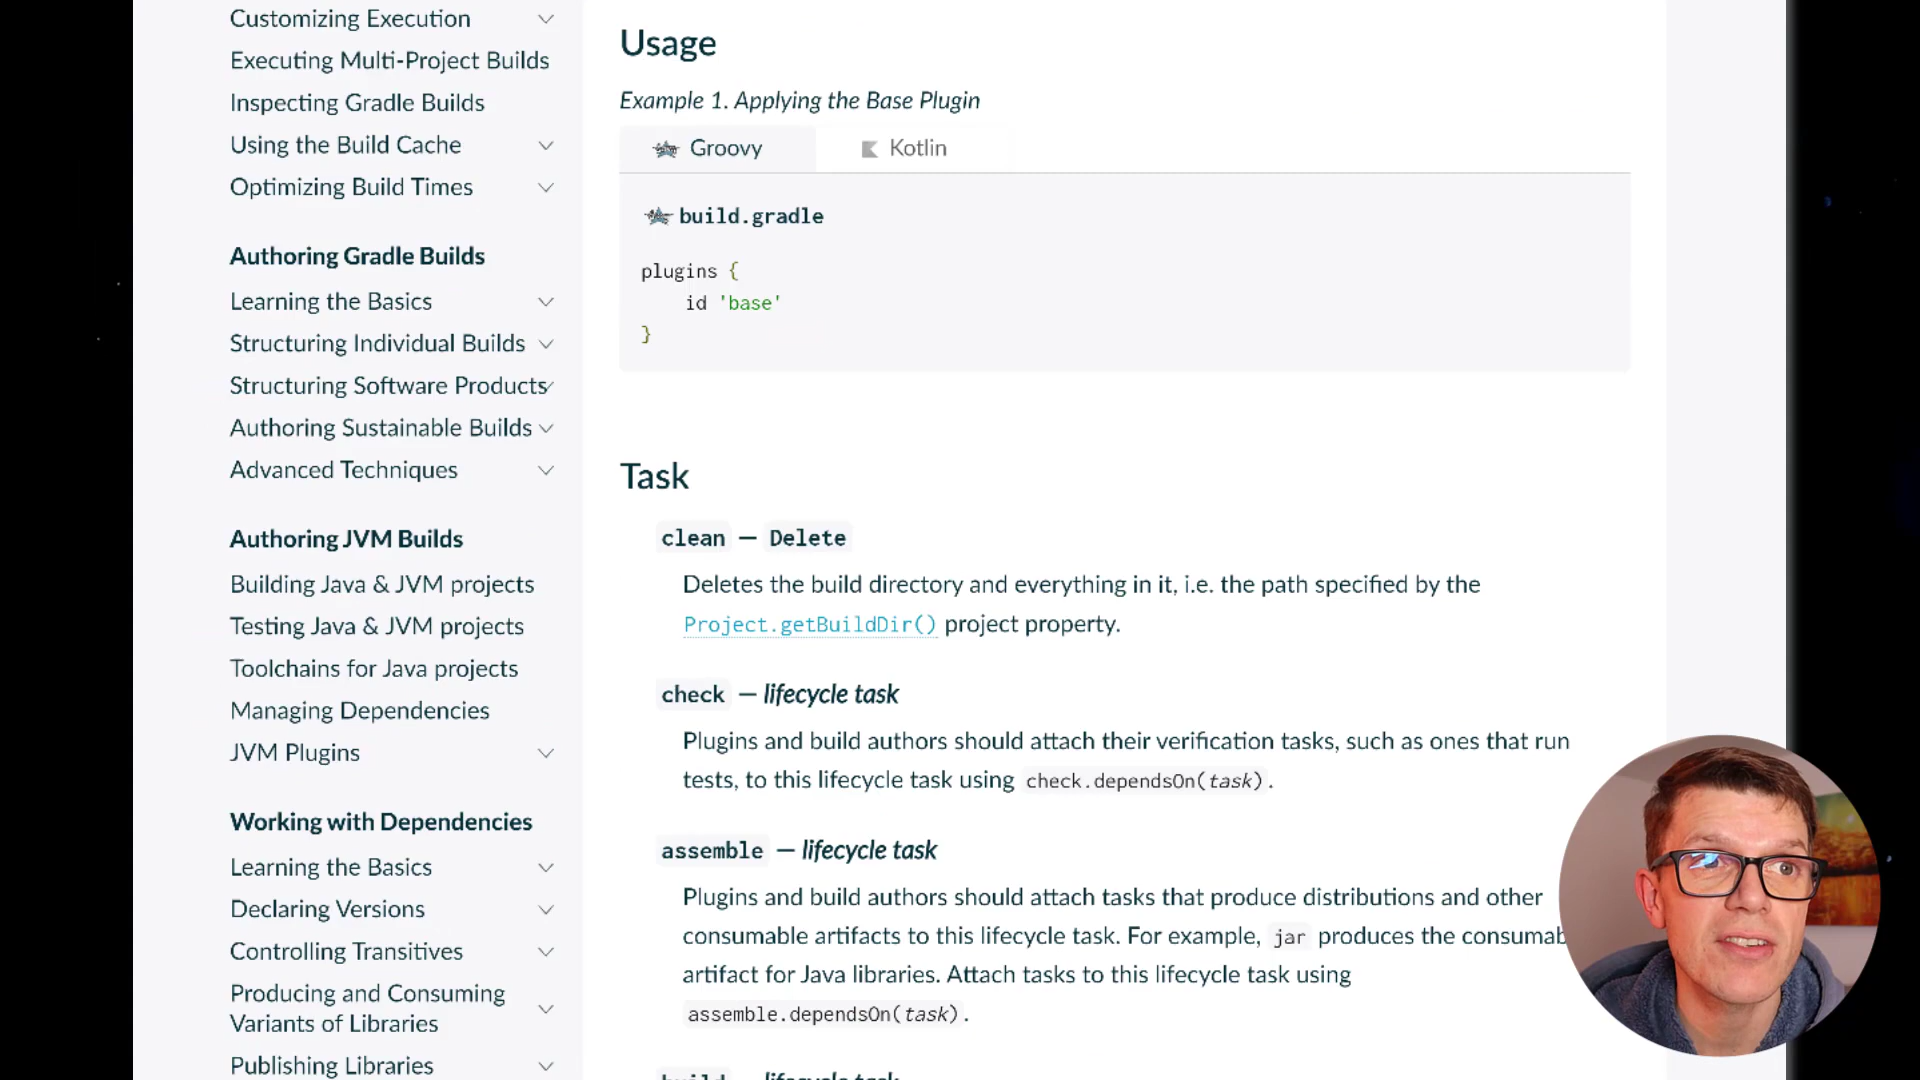 Customizing Execution
Executing Multi-Project Builds
Inspecting Gradle Builds
Using the Build Cache
Optimizing Build Times
Authoring Gradle Builds
Learning the Basics
Structuring Individual Builds
Structuring Software Products
Authoring Sustainable Builds
Advanced Techniques
Authoring JVM Builds
Building Java & JVM projects
Testing Java & JVM projects
Toolchains for Java projects
Managing Dependencies
JVM Plugins
Working with Dependencies
Learning the Basics
Declaring Versions
Controlling Transitives
Producing and Consuming
Variants of Libraries
Publishing Libraries
Usage
Example 1. Applying the Base Plugin
Groovy Kotlin
build.gradle
plugins {
    id 'base'
}
Task
clean — Delete
Deletes the build directory and everything in it, i.e. the path specified by the
Project.getBuildDir() project property.
check — lifecycle task
Plugins and build authors should attach their verification tasks, such as ones that run
tests, to this lifecycle task using check.dependsOn(task).
assemble — lifecycle task
Plugins and build authors should attach tasks that produce distributions and other
consumable artifacts to this lifecycle task. For example, jar produces the consumab
artifact for Java libraries. Attach tasks to this lifecycle task using
assemble.dependsOn(task).
build — lifecycle task